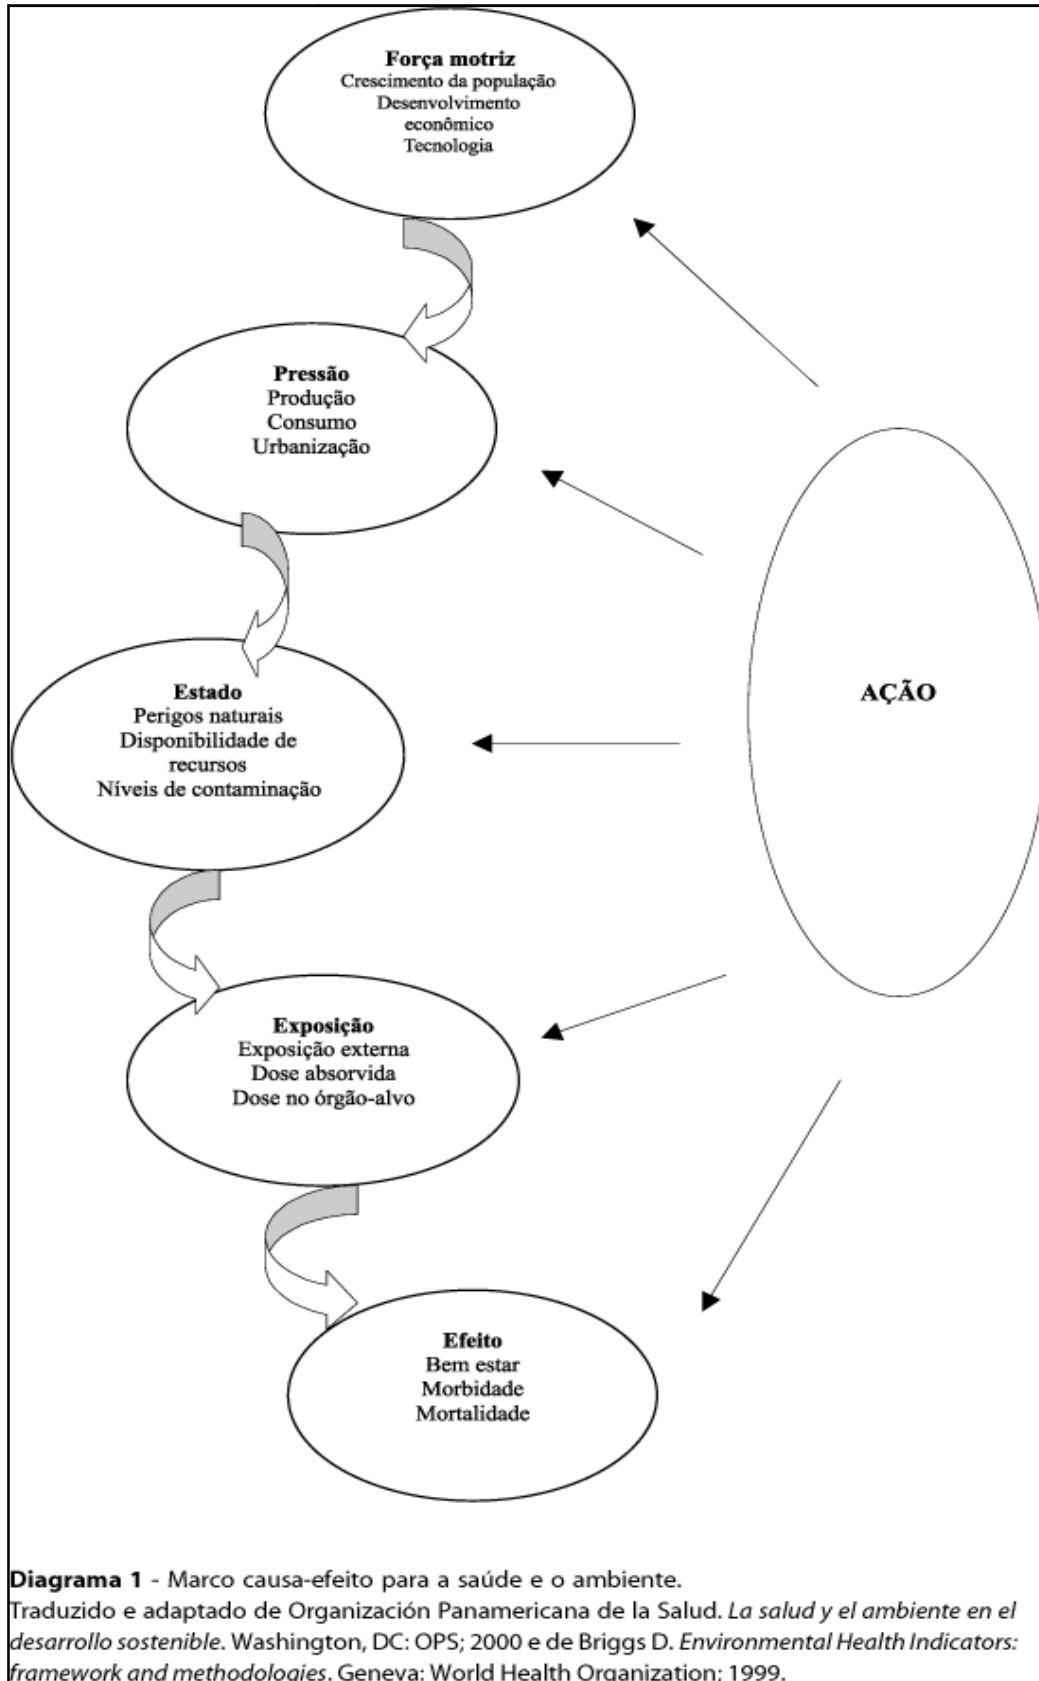 Força motriz
Crescimento da população
Desenvolvimento
econômico
Tecnologia
Pressão
Produção
Consumo
Urbanização
AÇÃO
Estado
Perigos naturais
Disponibilidade de
recursos
Níveis de contaminação
Exposição
Exposição externa
Dose absorvida
Dose no órgão-alvo
Efeito
Bem estar
Morbidade
Mortalidade
Diagrama 1 - Marco causa-efeito para a saúde e o ambiente.
Traduzido e adaptado de Organización Panamericana de la Salud. La salud y el ambiente en el
desarrollo sostenible. Washington, DC: OPS; 2000 e de Briggs D. Environmental Health Indicators:
framework and methodologies. Geneva: World Health Organization; 1999.